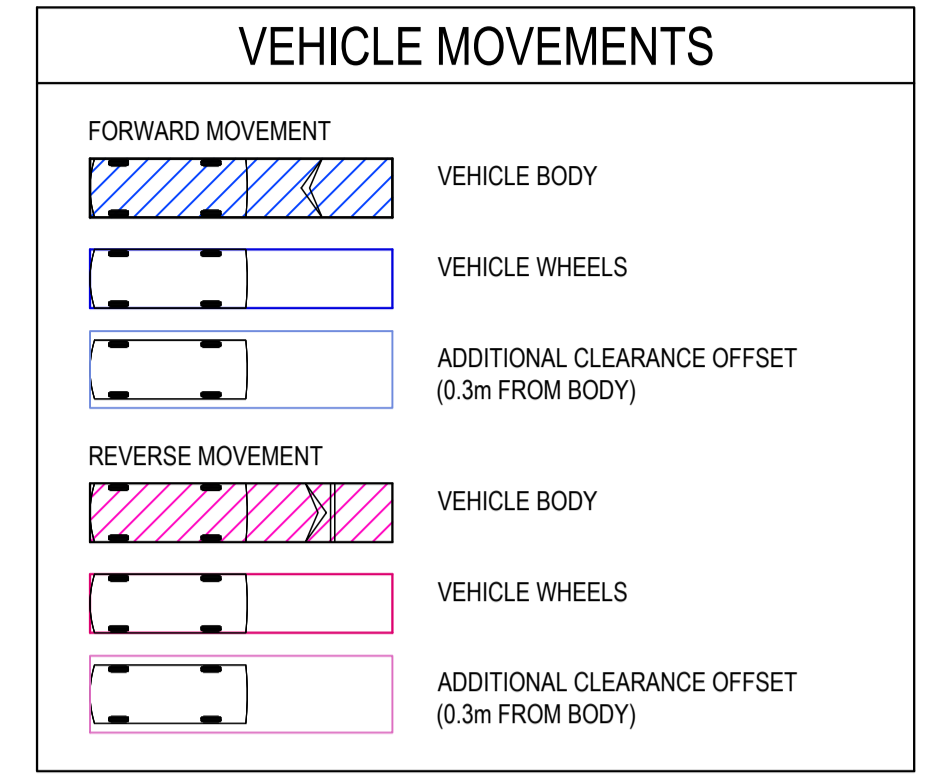 VEHICLE MOVEMENTS
FORWARD MOVEMENT
VEHICLE BODY
VEHICLE WHEELS
ADDITIONAL CLEARANCE OFFSET
(0.3m FROM BODY)
REVERSE MOVEMENT
VEHICLE BODY
VEHICLE WHEELS
ADDITIONAL CLEARANCE OFFSET
(0.3m FROM BODY)